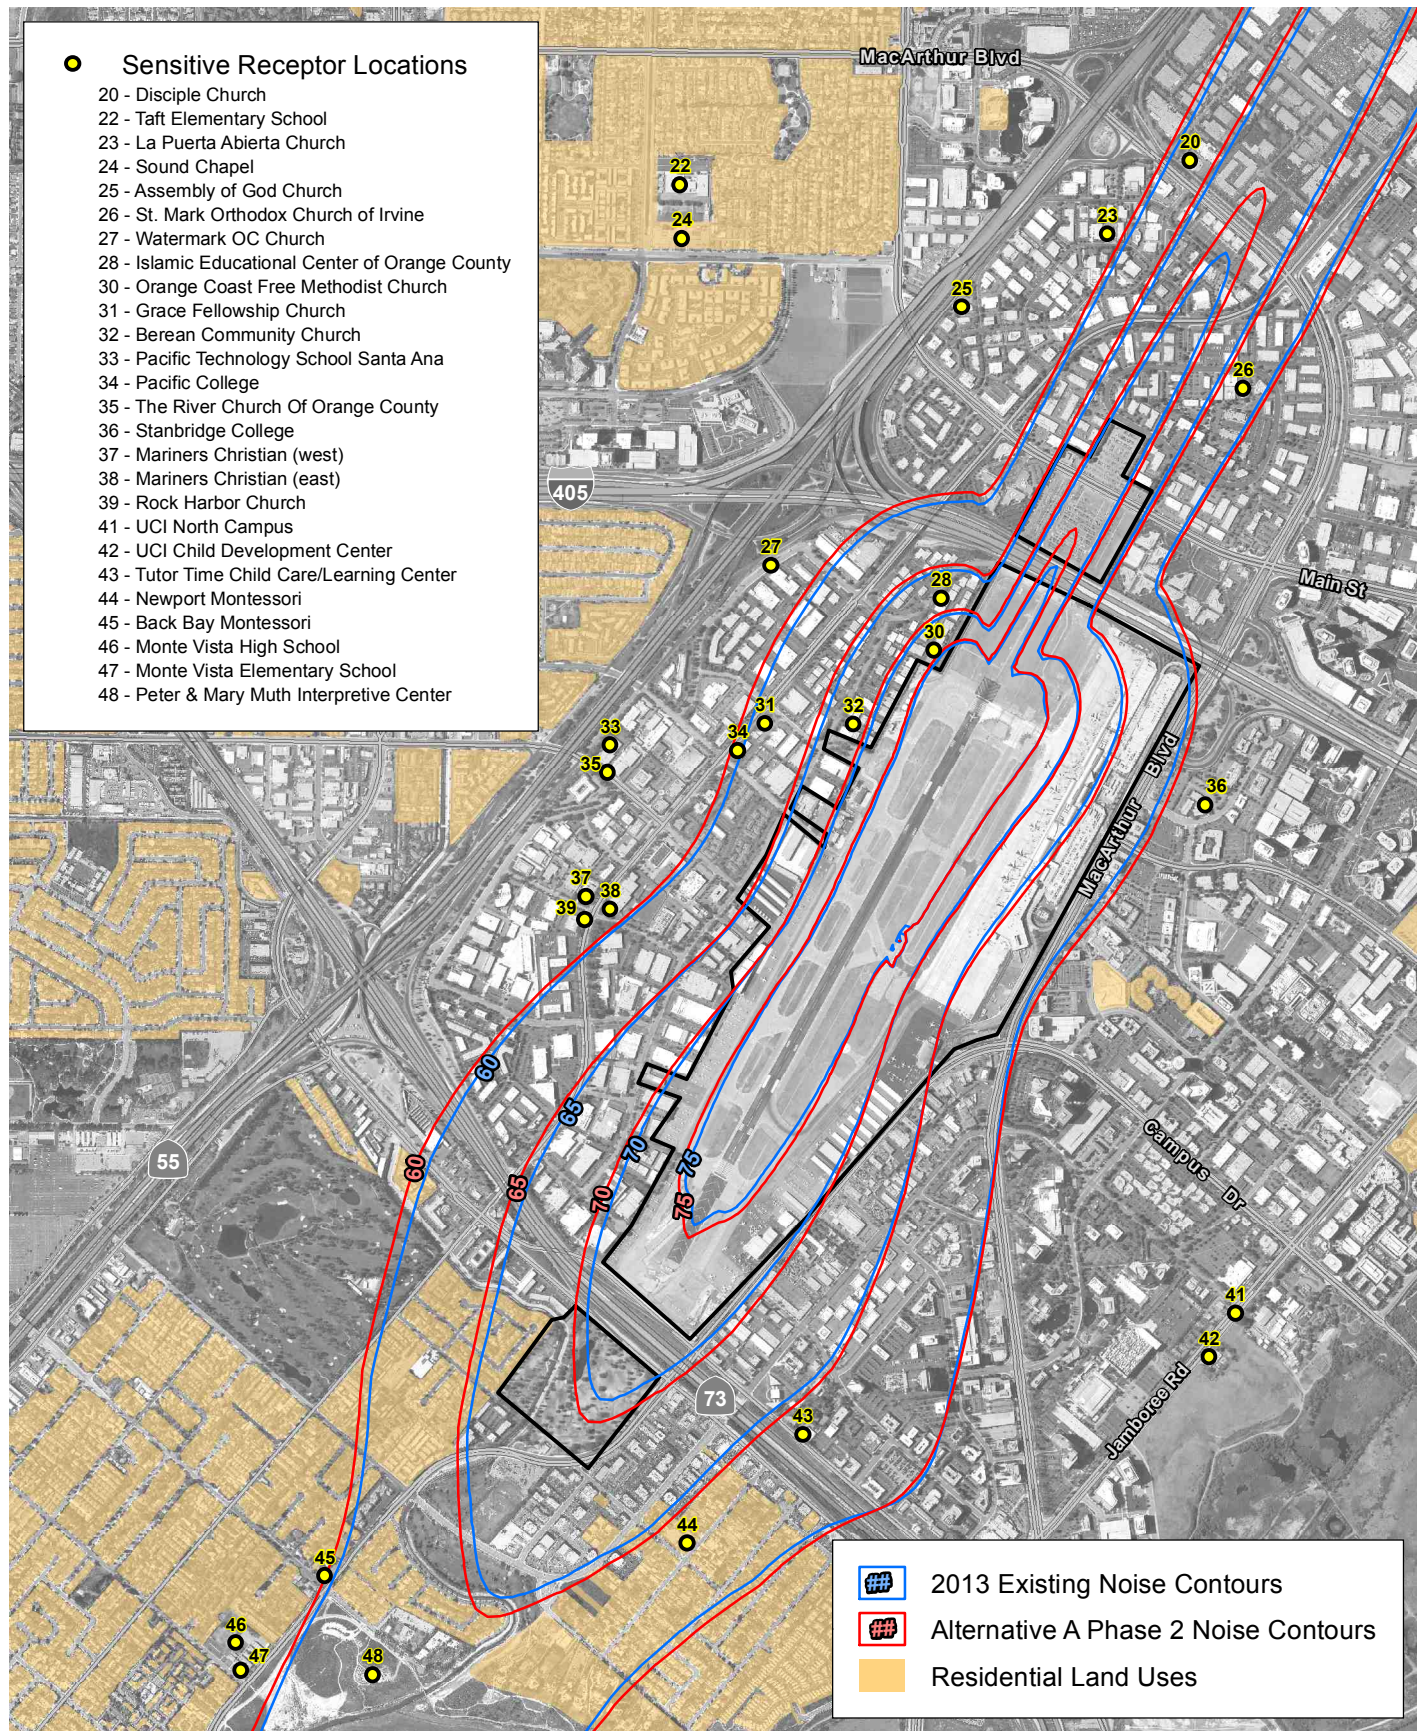 Sensitive Receptor Locations
20 - Disciple Church
22 - Taft Elementary School
23 - La Puerta Abierta Church
24 - Sound Chapel
25 - Assembly of God Church
26 - St. Mark Orthodox Church of Irvine
27 - Watermark OC Church
28 - Islamic Educational Center of Orange County
30 - Orange Coast Free Methodist Church
31 - Grace Fellowship Church
32 - Berean Community Church
33 - Pacific Technology School Santa Ana
34 - Pacific College
35 - The River Church Of Orange County
36 - Stanbridge College
37 - Mariners Christian (west)
38 - Mariners Christian (east)
39 - Rock Harbor Church
41 - UCI North Campus
42 - UCI Child Development Center
43 - Tutor Time Child Care/Learning Center
44 - Newport Montessori
45 - Back Bay Montessori
46 - Monte Vista High School
47 - Monte Vista Elementary School
48 - Peter & Mary Muth Interpretive Center
MacArthur Blvd
20
22
23
24
25
26
405
27
28
Main St
30
31
32
33
34
35
MacArthur Blvd
36
37
38
39
60
65
70
75
60
65
70
75
55
Campus Dr
41
42
73
Jamboree Rd
43
44
45
46
47
48
## 2013 Existing Noise Contours
## Alternative A Phase 2 Noise Contours
Residential Land Uses